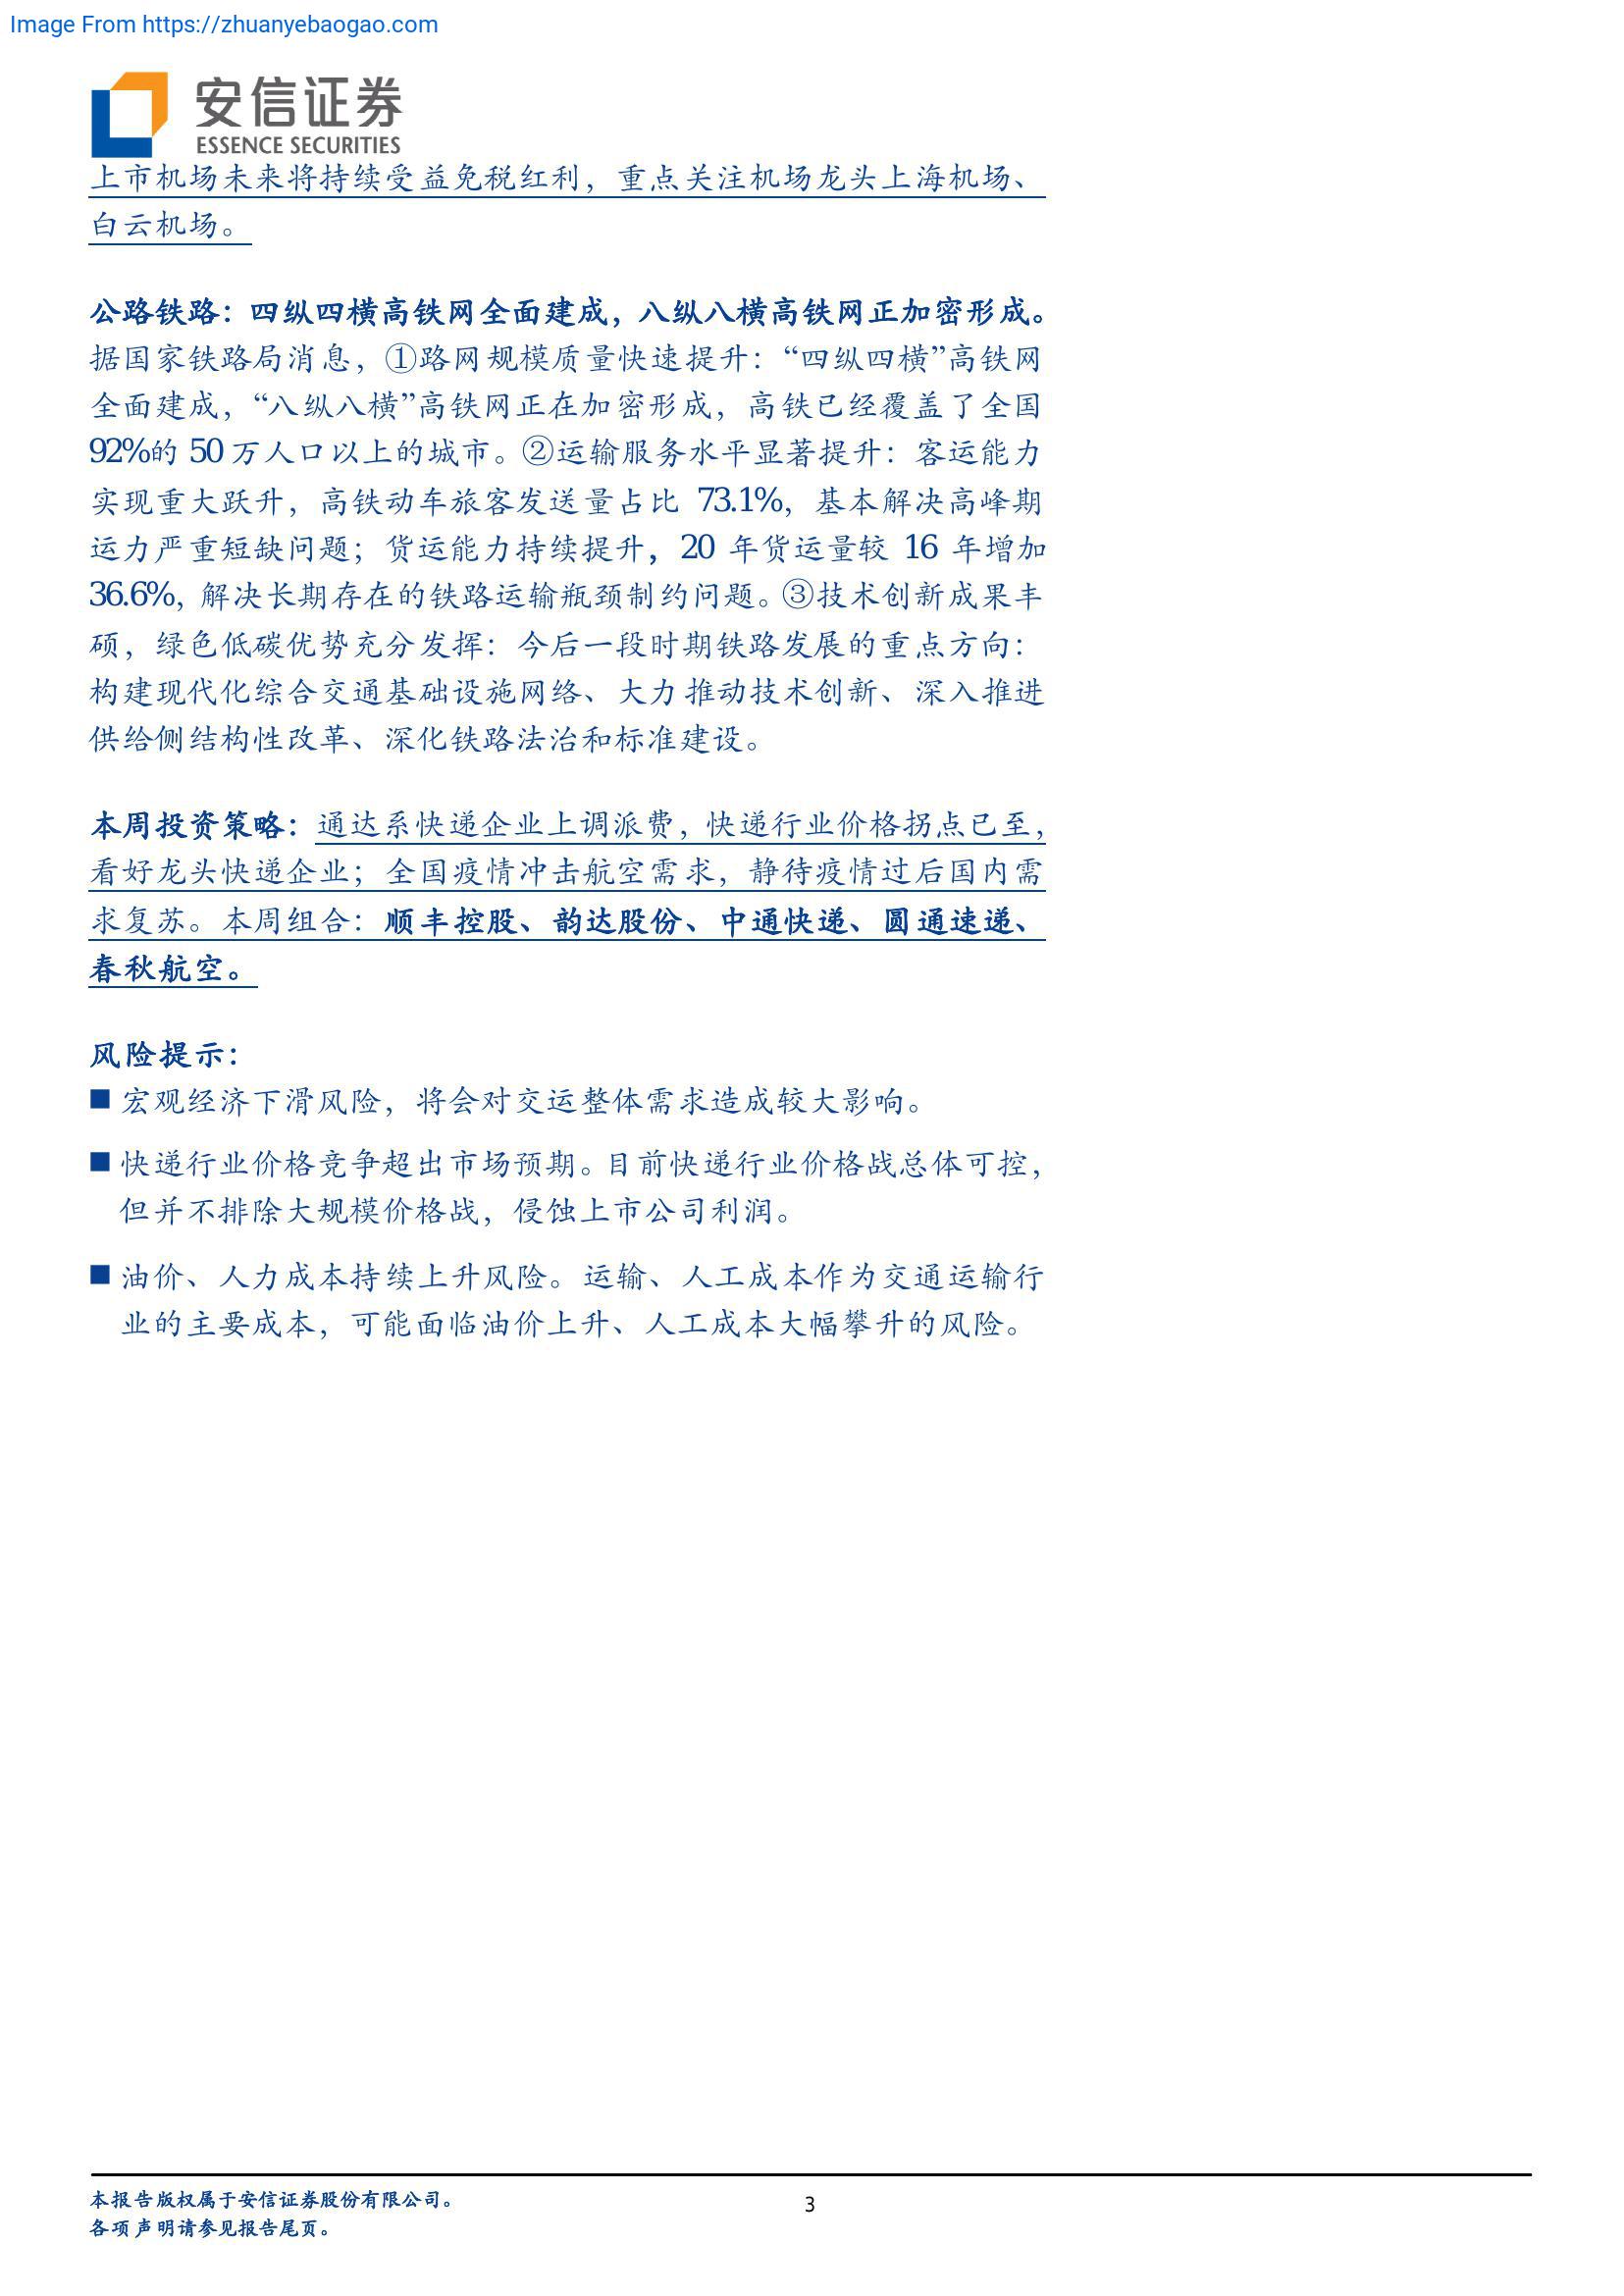 Image From https://zhuanyebaogao.com
安信证券
ESSENCE SECURITIES
上市机场未来将持续受益免税红利，重点关注机场龙头上海机场、
白云机场。
公路铁路：四纵四横高铁网全面建成，八纵八横高铁网正加密形成。
据国家铁路局消息，①路网规模质量快速提升：“四纵四横”高铁网
全面建成，“八纵八横”高铁网正在加密形成，高铁已经覆盖了全国
92%的 50 万人口以上的城市。②运输服务水平显著提升：客运能力
实现重大跃升，高铁动车旅客发送量占比 73.1%，基本解决高峰期
运力严重短缺问题；货运能力持续提升，20 年货运量较 16 年增加
36.6%，解决长期存在的铁路运输瓶颈制约问题。③技术创新成果丰
硕，绿色低碳优势充分发挥：今后一段时期铁路发展的重点方向：
构建现代化综合交通基础设施网络、大力推动技术创新、深入推进
供给侧结构性改革、深化铁路法治和标准建设。
本周投资策略：通达系快递企业上调派费，快递行业价格拐点已至，
看好龙头快递企业；全国疫情冲击航空需求，静待疫情过后国内需
求复苏。本周组合：顺丰控股、韵达股份、中通快递、圆通速递、
春秋航空。
风险提示：
■ 宏观经济下滑风险，将会对交运整体需求造成较大影响。
■ 快递行业价格竞争超出市场预期。目前快递行业价格战总体可控，
但并不排除大规模价格战，侵蚀上市公司利润。
■ 油价、人力成本持续上升风险。运输、人工成本作为交通运输行
业的主要成本，可能面临油价上升、人工成本大幅攀升的风险。
本报告版权属于安信证券股份有限公司。
3
各项声明请参见报告尾页。